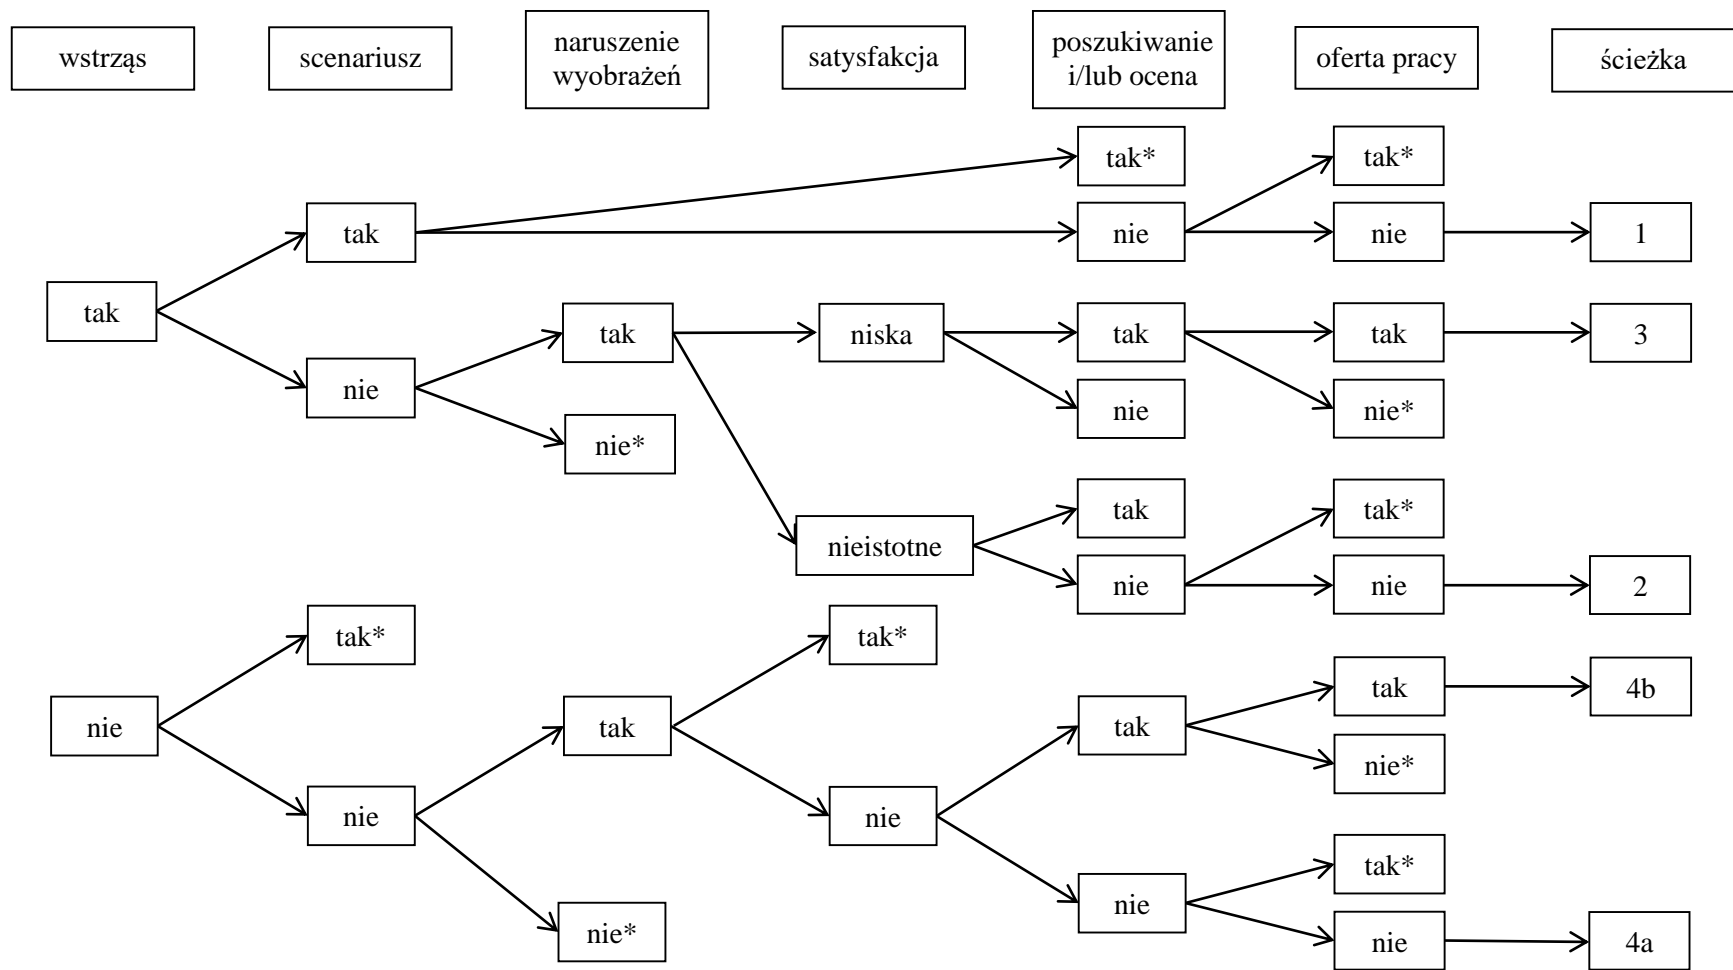 wstrząs
scenariusz
naruszenie
wyobrażeń
satysfakcja
poszukiwanie
i/lub ocena
oferta pracy
ścieżka
tak*
tak*
tak
nie
nie
1
tak
tak
niska
tak
tak
3
nie
nie
nie*
nie*
tak
tak*
nieistotne
nie
nie
2
tak*
tak*
tak
4b
nie
tak
tak
nie*
nie
nie
tak*
nie
nie*
nie
4a